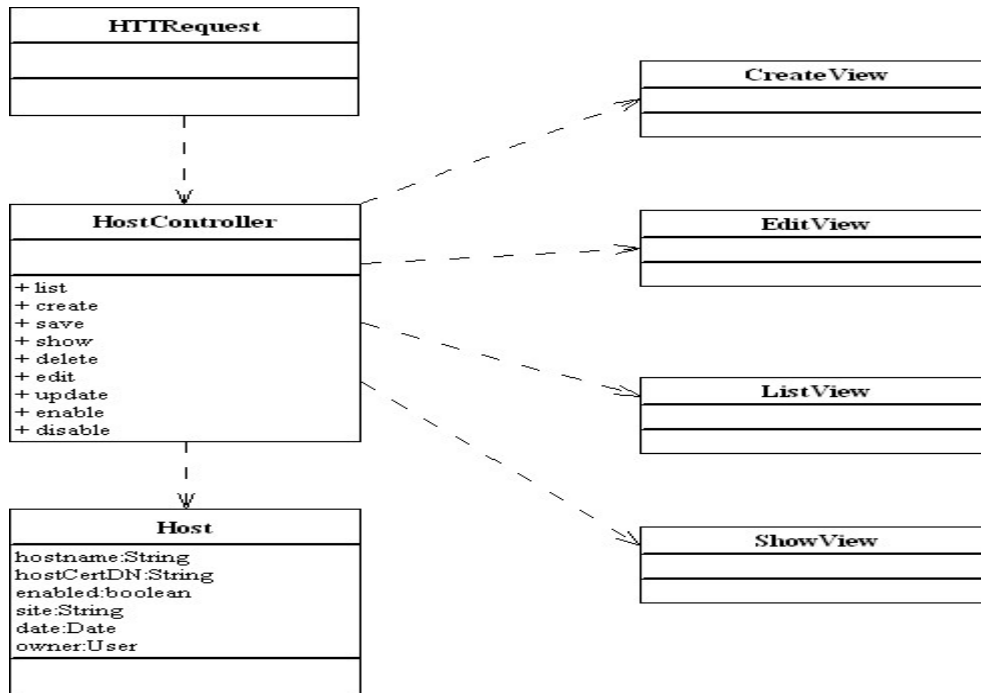 HTTRequest
HostController
+ list
+ create
+ save
+ show
+ delete
+ edit
+ update
+ enable
+ disable
Host
hostname:String
hostCertDN:String
enabled:boolean
site:String
date:Date
owner:User
CreateView
EditView
ListView
ShowView